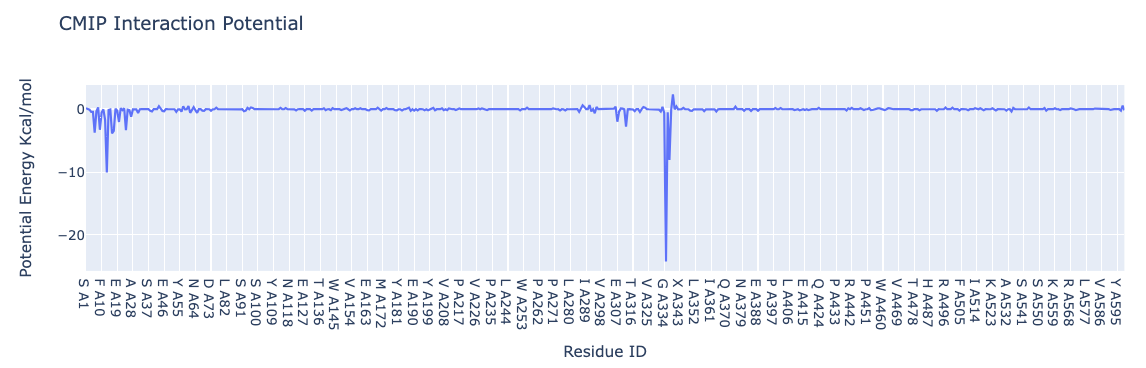 CMIP Interaction Potential
Potential Energy Kcal/mol
0
−10
−20
S A1
F A10
E A19
A A28
S A37
E A46
Y A55
N A64
D A73
L A82
S A91
S A100
Y A109
N A118
E A127
T A136
W A145
V A154
E A163
M A172
Y A181
E A190
Y A199
V A208
P A217
V A226
P A235
L A244
W A253
P A262
P A271
L A280
I A289
V A298
E A307
T A316
V A325
G A334
X A343
L A352
I A361
Q A370
N A379
E A388
P A397
L A406
E A415
Q A424
P A433
R A442
P A451
W A460
V A469
T A478
H A487
R A496
F A505
I A514
K A523
A A532
S A541
S A550
K A559
R A568
L A577
V A586
Y A595
Residue ID